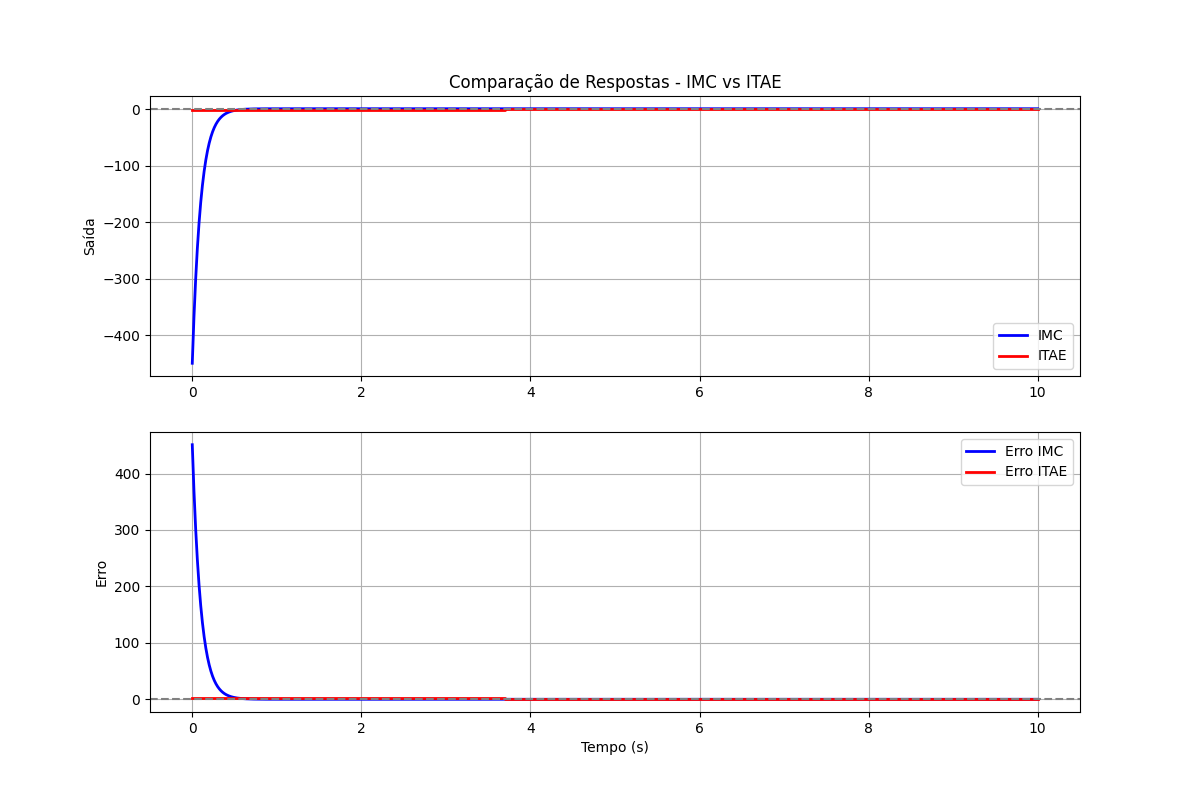 Comparação de Respostas - IMC vs ITAE
Saída
0
−100
−200
−300
−400
IMC
ITAE
0 2 4 6 8 10
Erro
400
300
200
100
0
Erro IMC
Erro ITAE
0 2 4 6 8 10
Tempo (s)